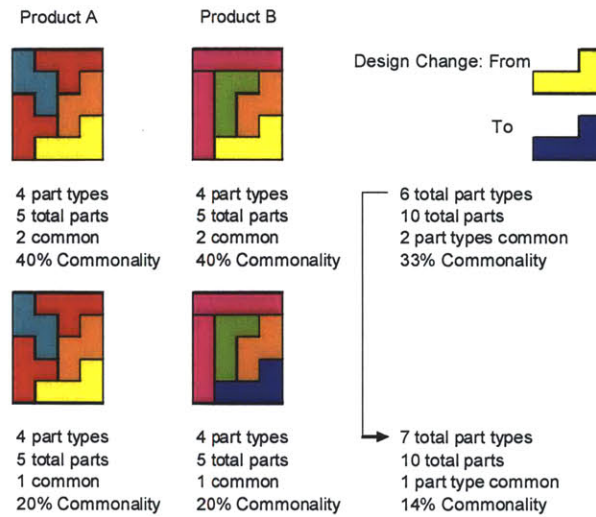 Product A
Product B
Design Change: From
To
4 part types
5 total parts
2 common
40% Commonality
4 part types
5 total parts
2 common
40% Commonality
6 total part types
10 total parts
2 part types common
33% Commonality
4 part types
5 total parts
1 common
20% Commonality
4 part types
5 total parts
1 common
20% Commonality
7 total part types
10 total parts
1 part type common
14% Commonality